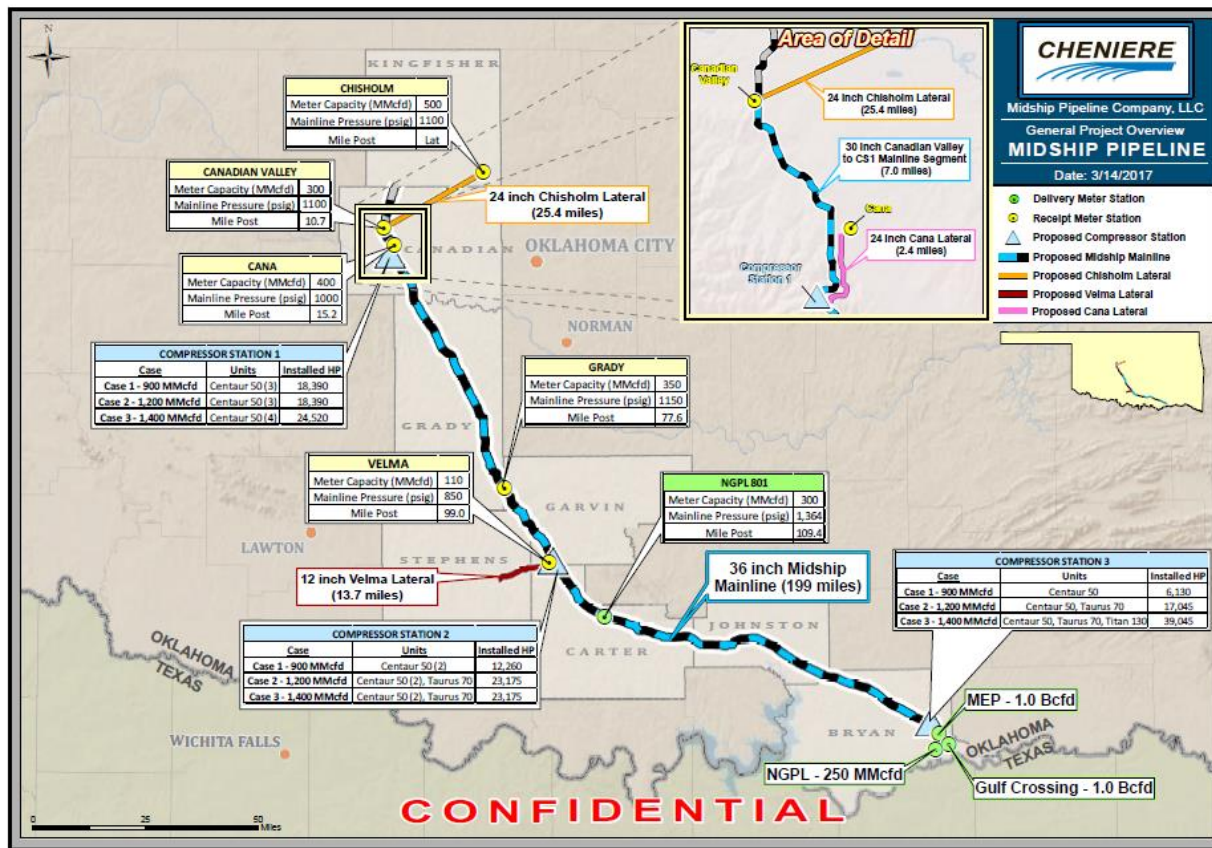 N
KINGFISHER
CHISHOLM
Meter Capacity (MMcfd) 500
Mainline Pressure (psig) 1100
Mile Post Lat
CANADIAN VALLEY
Meter Capacity (MMcfd) 300
Mainline Pressure (psig) 1100
Mile Post 10.7
24 inch Chisholm Lateral
(25.4 miles)
CANADIAN
OKLAHOMA CITY
CANA
Meter Capacity (MMcfd) 400
Mainline Pressure (psig) 1000
Mile Post 15.2
NORMAN
COMPRESSOR STATION 1
Case Units Installed HP
Case 1 - 900 MMcfd Centaur 50 (3) 18,390
Case 2 - 1,200 MMcfd Centaur 50 (3) 18,390
Case 3 - 1,400 MMcfd Centaur 50 (4) 24,520
GRADY
Meter Capacity (MMcfd) 350
Mainline Pressure (psig) 1150
Mile Post 77.6
GRADY
VELMA
Meter Capacity (MMcfd) 110
Mainline Pressure (psig) 850
Mile Post 99.0
GARVIN
NGPL 801
Meter Capacity (MMcfd) 300
Mainline Pressure (psig) 1,364
Mile Post 109.4
LAWTON
STEPHENS
12 inch Velma Lateral
(13.7 miles)
36 inch Midship
Mainline (199 miles)
COMPRESSOR STATION 3
Case Units Installed HP
Case 1 - 900 MMcfd Centaur 50 6,130
Case 2 - 1,200 MMcfd Centaur 50, Taurus 70 17,045
Case 3 - 1,400 MMcfd Centaur 50, Taurus 70, Titan 130 39,045
COMPRESSOR STATION 2
Case Units Installed HP
Case 1 - 900 MMcfd Centaur 50 (2) 12,260
Case 2 - 1,200 MMcfd Centaur 50 (2), Taurus 70 23,175
Case 3 - 1,400 MMcfd Centaur 50 (2), Taurus 70 23,175
CARTER
JOHNSTON
OKLAHOMA
TEXAS
WICHITA FALLS
BRYAN
MEP - 1.0 Bcfd
OKLAHOMA
TEXAS
NGPL - 250 MMcfd
Gulf Crossing - 1.0 Bcfd
CONFIDENTIAL
0 25 50
Miles
Area of Detail
Canadian
Valley
24 inch Chisholm Lateral
(25.4 miles)
30 inch Canadian Valley
to CS1 Mainline Segment
(7.0 miles)
Cana
24 inch Cana Lateral
(2.4 miles)
Compressor
Station 1
CHENIERE
Midship Pipeline Company, LLC
General Project Overview
MIDSHIP PIPELINE
Date: 3/14/2017
Delivery Meter Station
Receipt Meter Station
Proposed Compressor Station
Proposed Midship Mainline
Proposed Chisholm Lateral
Proposed Velma Lateral
Proposed Cana Lateral